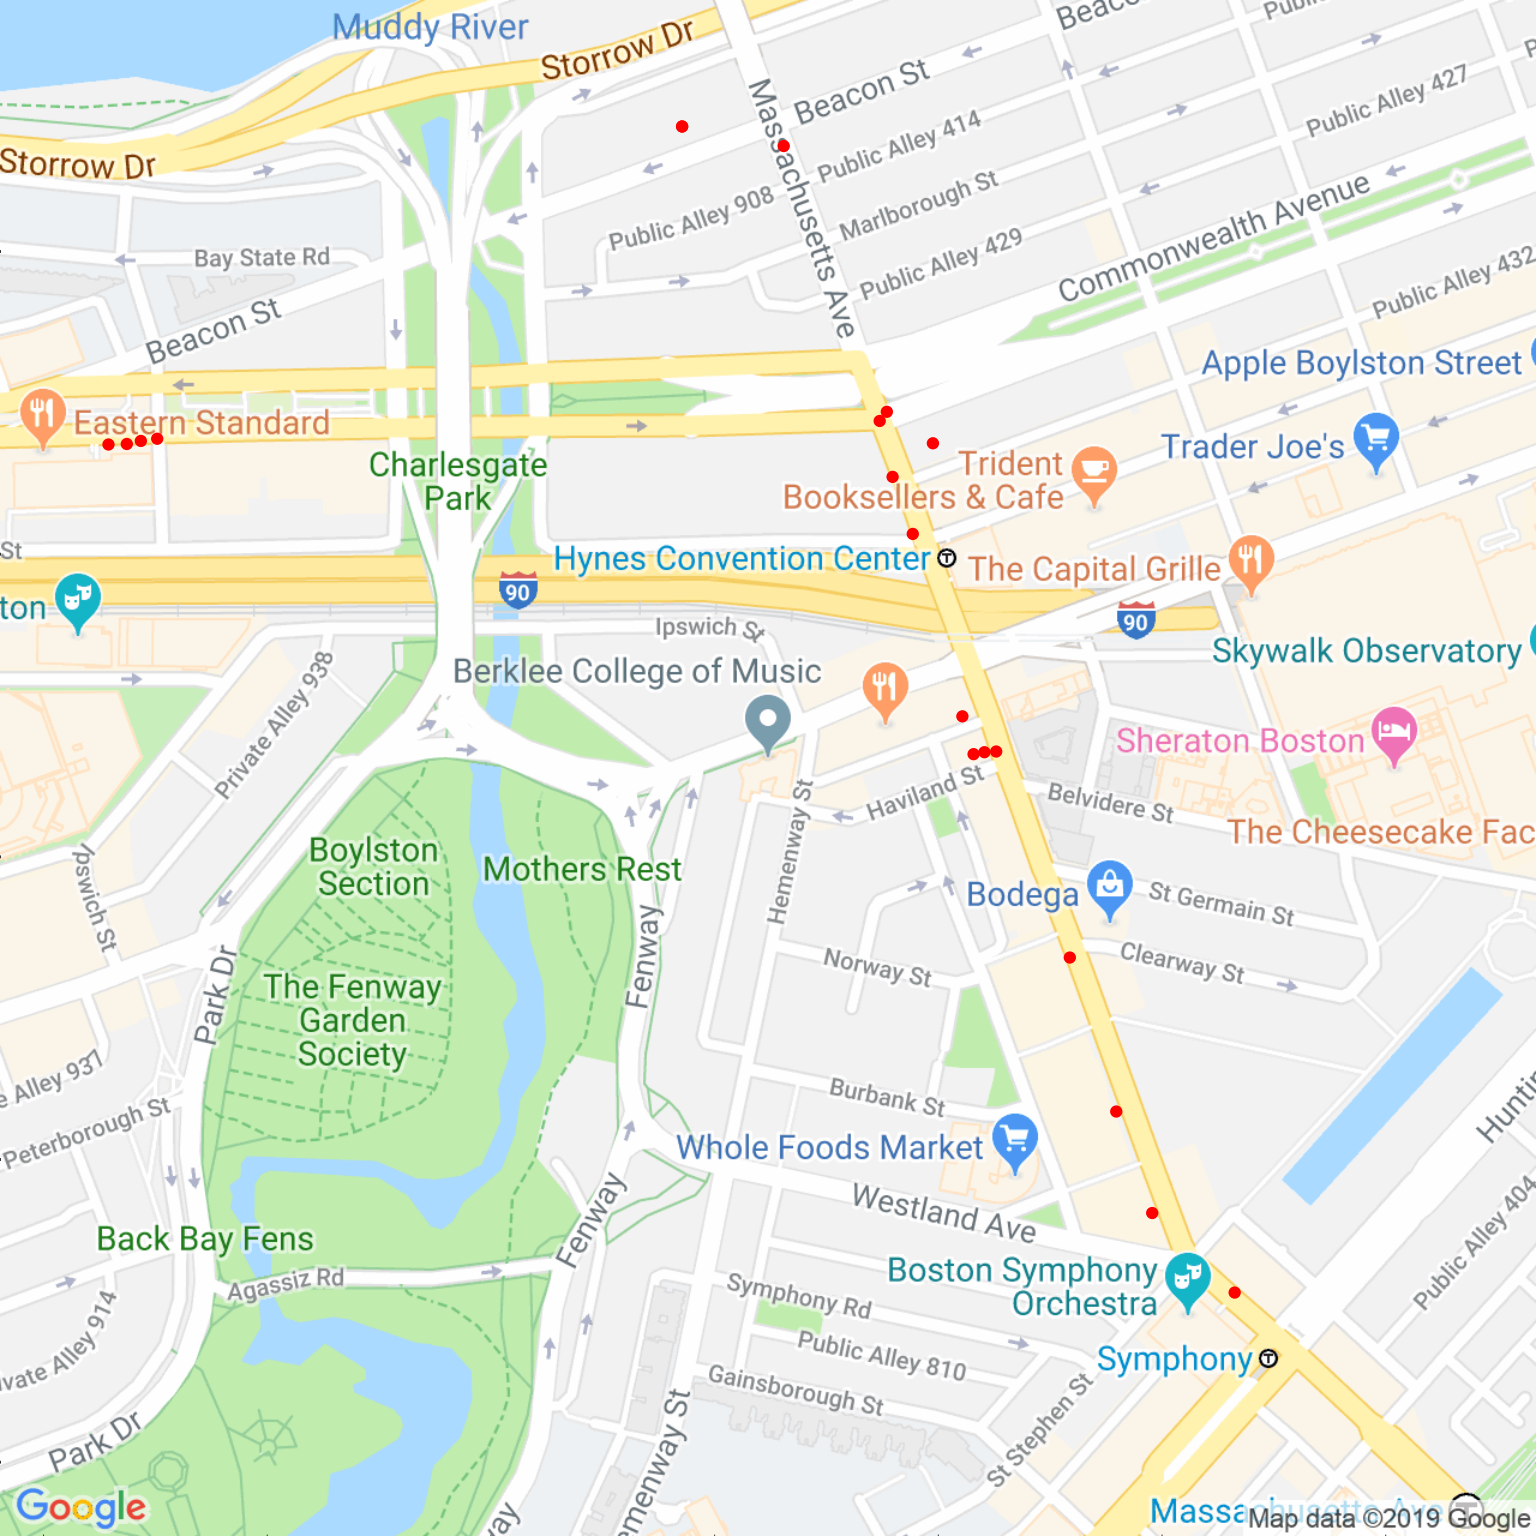 Muddy River
Storrow Dr
Beacon St
Public Alley 427
Massachusetts Ave
Public Alley 414
Storrow Dr
Public Alley 908
Marlborough St
Commonwealth Avenue
Public Alley 429
Bay State Rd
Public Alley 432
Beacon St
Apple Boylston Street
Eastern Standard
Trader Joe's
Charlesgate
Park
Trident
Booksellers & Cafe
St
Hynes Convention Center
The Capital Grille
90
90
Ipswich St
Skywalk Observatory
Private Alley 938
Berklee College of Music
Sheraton Boston
Haviland St
Belvidere St
The Cheesecake Fac
Boylston
Section
Mothers Rest
Hemenway St
Ipswich St
Bodega
St Germain St
Fenway
Norway St
Clearway St
Park Dr
The Fenway
Garden
Society
Alley 937
Burbank St
Peterborough St
Whole Foods Market
Westland Ave
Public Alley 404
Back Bay Fens
Fenway
Agassiz Rd
Boston Symphony
Orchestra
Symphony Rd
Private Alley 914
Public Alley 810
Symphony
Gainsborough St
St Stephen St
Park Dr
Hemenway St
Google
Map data ©2019 Google